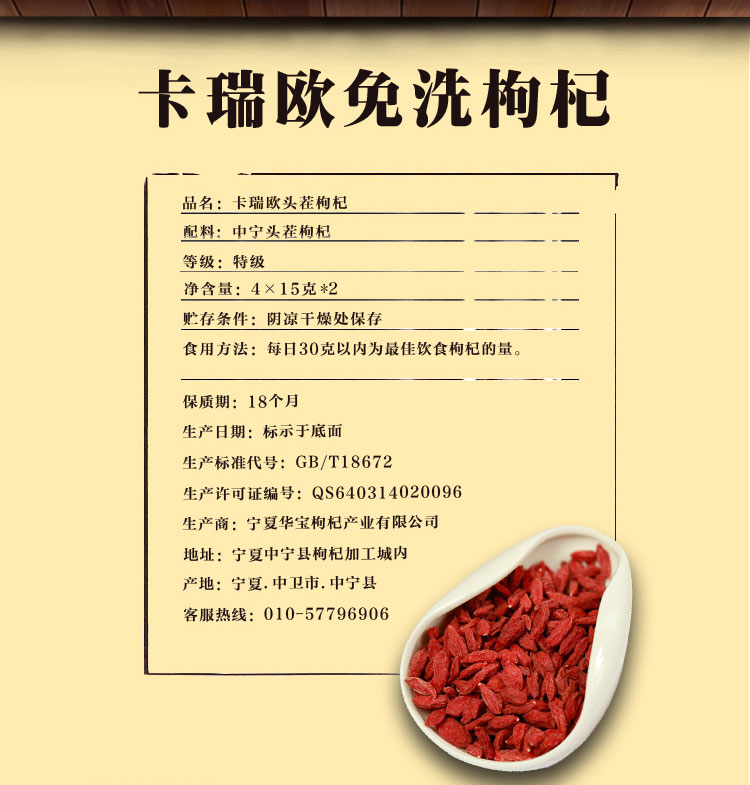 卡瑞欧免洗枸杞
品名：卡瑞欧头茬枸杞
配料：中宁头茬枸杞
等级：特级
净含量：4×15克*2
贮存条件：阴凉干燥处保存
食用方法：每日30克以内为最佳饮食枸杞的量。
保质期：18个月
生产日期：标示于底面
生产标准代号：GB/T18672
生产许可证编号：QS640314020096
生产商：宁夏华宝枸杞产业有限公司
地址：宁夏中宁县枸杞加工城内
产地：宁夏.中卫市.中宁县
客服热线：010-57796906